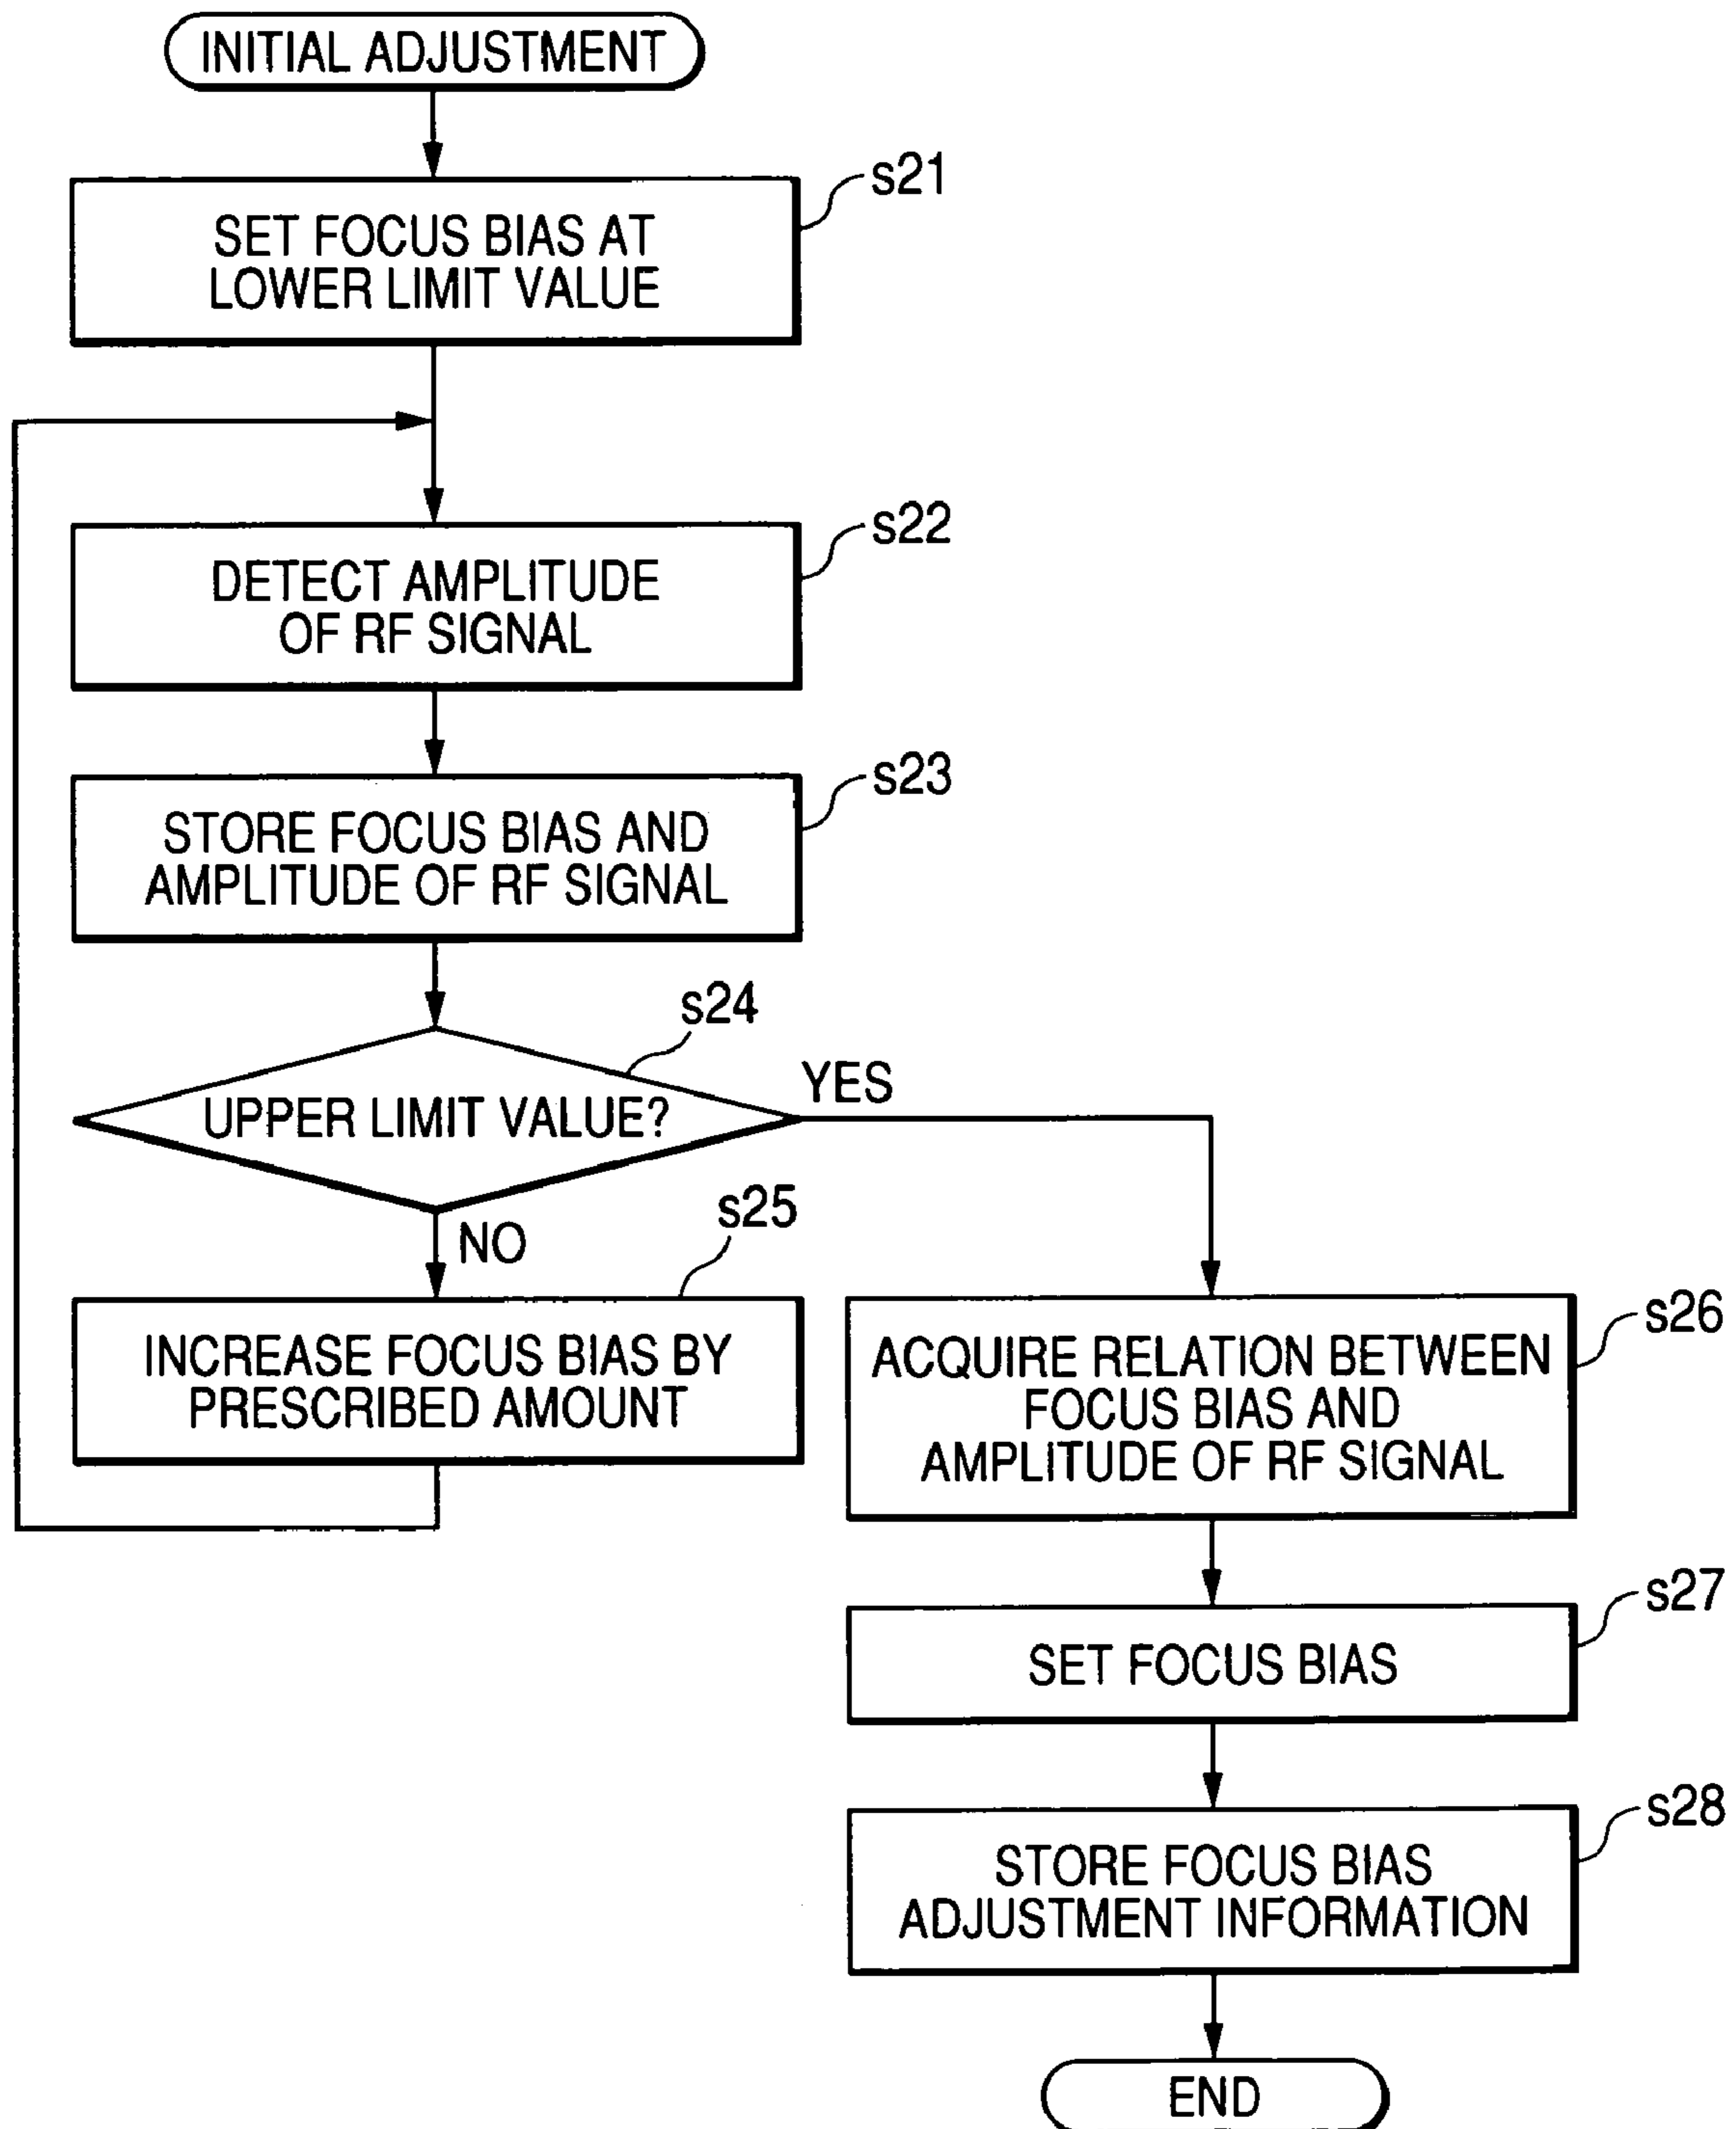 INITIAL ADJUSTMENT
s21
SET FOCUS BIAS AT
LOWER LIMIT VALUE
s22
DETECT AMPLITUDE
OF RF SIGNAL
s23
STORE FOCUS BIAS AND
AMPLITUDE OF RF SIGNAL
s24
UPPER LIMIT VALUE?
YES
NO
s25
INCREASE FOCUS BIAS BY
PRESCRIBED AMOUNT
s26
ACQUIRE RELATION BETWEEN
FOCUS BIAS AND
AMPLITUDE OF RF SIGNAL
s27
SET FOCUS BIAS
s28
STORE FOCUS BIAS
ADJUSTMENT INFORMATION
END